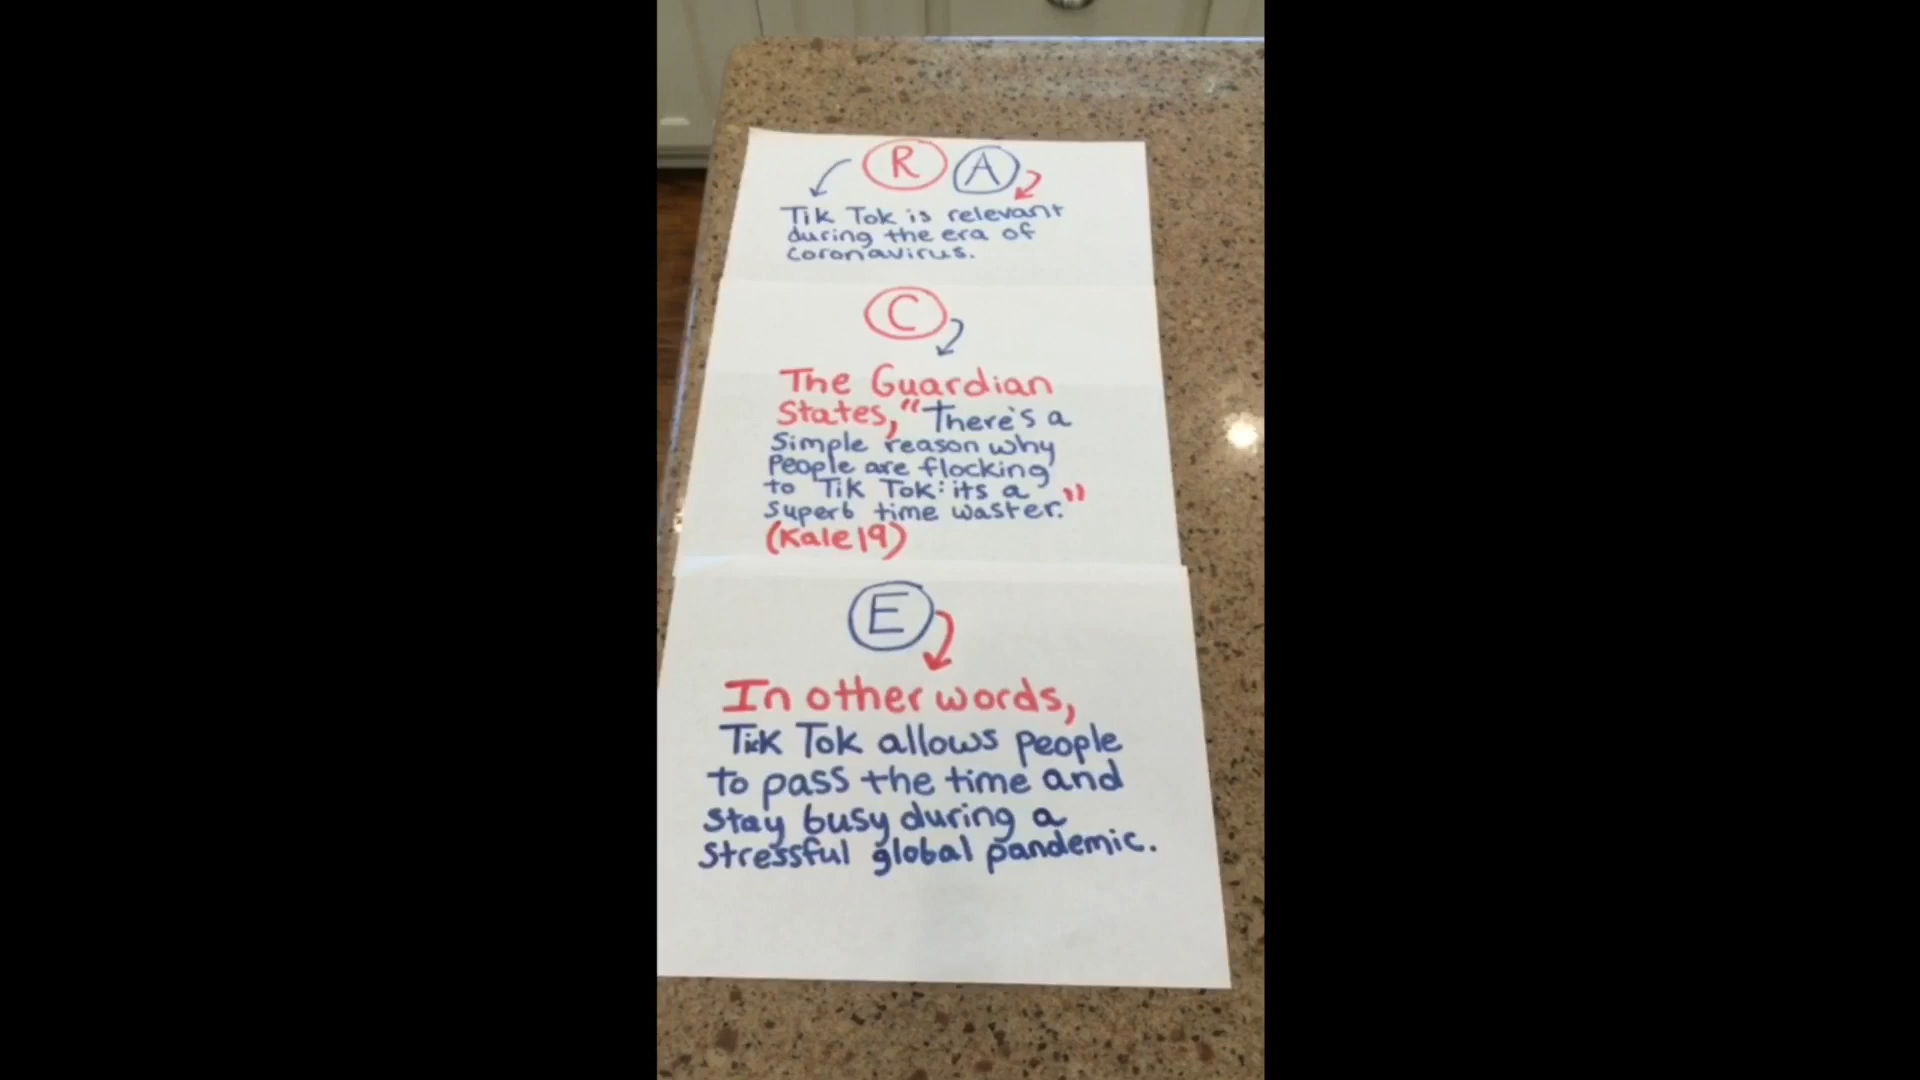 R A
Tik Tok is relevant
during the era of
coronavirus.
C
The Guardian
States, "There's a
simple reason why
people are flocking
to Tik Tok: its a
superb time waster."
(Kale 19)
E
In other words,
Tick Tok allows people
to pass the time and
stay busy during a
stressful global pandemic.